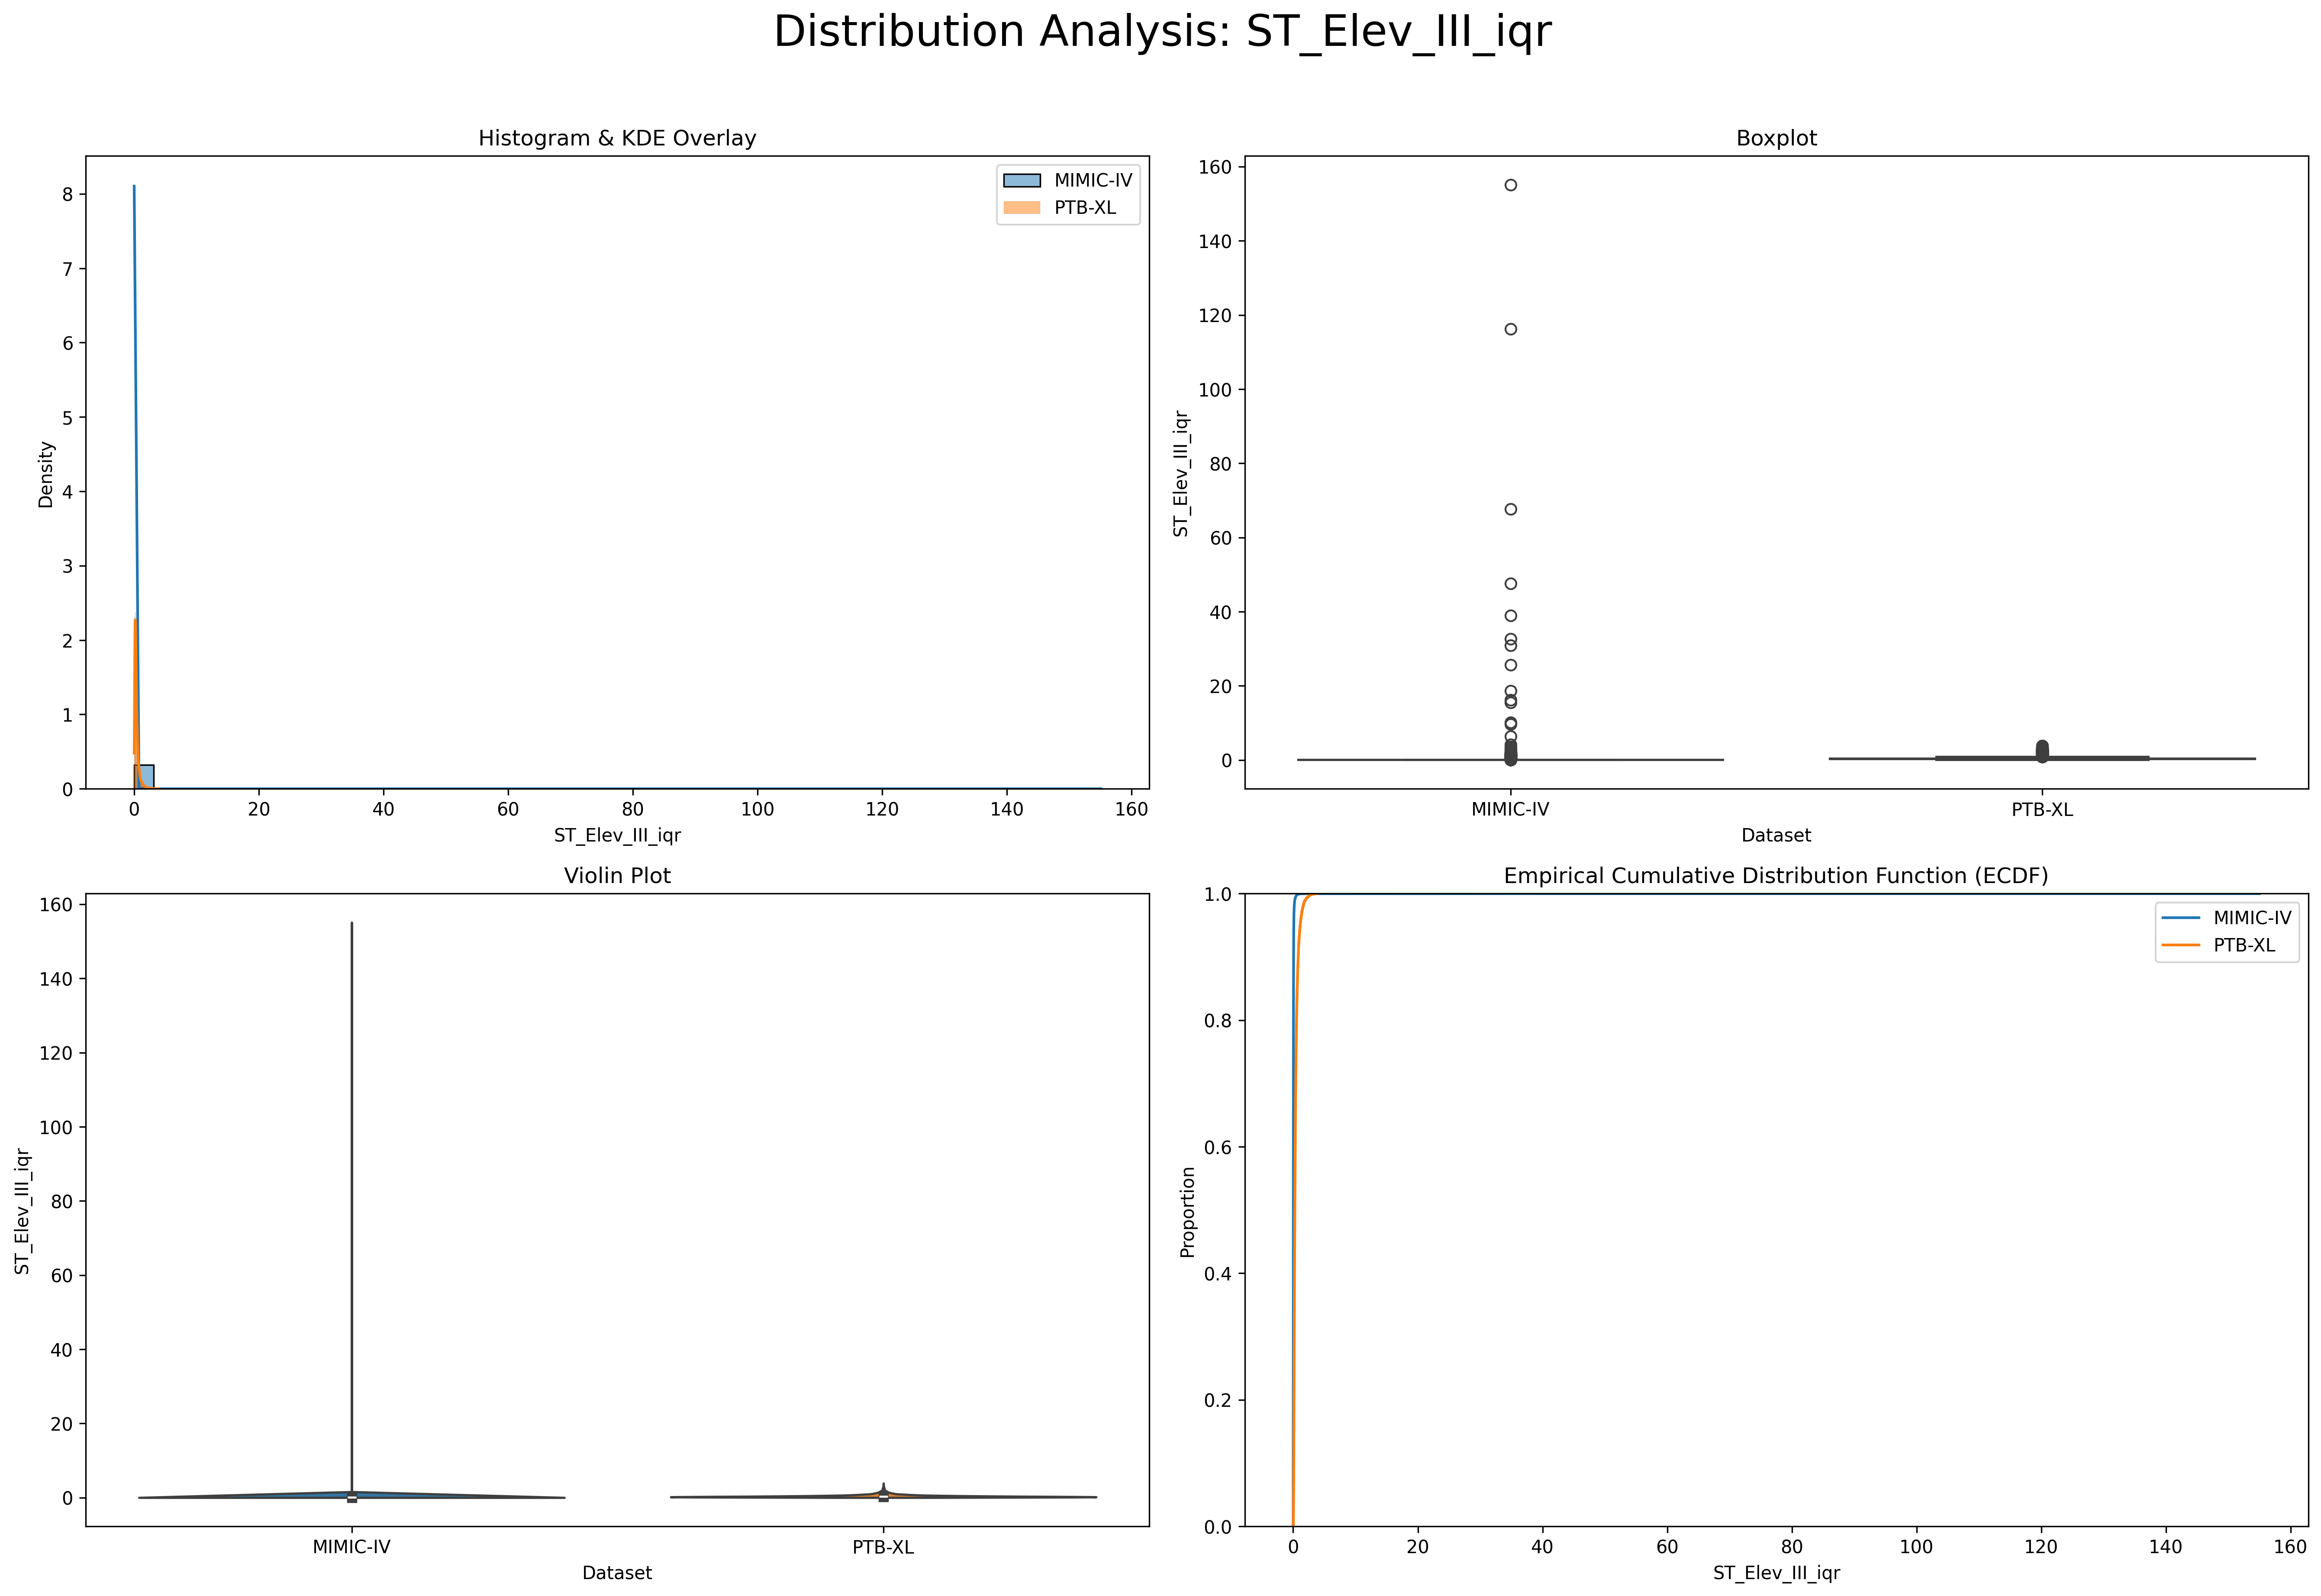 Distribution Analysis: ST_Elev_III_iqr
Histogram & KDE Overlay
MIMIC-IV
PTB-XL
8
7
6
5
4
3
2
1
0
Density
0 20 40 60 80 100 120 140 160
ST_Elev_III_iqr
Boxplot
160
140
120
100
80
60
40
20
0
ST_Elev_III_iqr
MIMIC-IV PTB-XL
Dataset
Violin Plot
160
140
120
100
80
60
40
20
0
ST_Elev_III_iqr
MIMIC-IV PTB-XL
Dataset
Empirical Cumulative Distribution Function (ECDF)
MIMIC-IV
PTB-XL
1.0
0.8
0.6
0.4
0.2
0.0
Proportion
0 20 40 60 80 100 120 140 160
ST_Elev_III_iqr